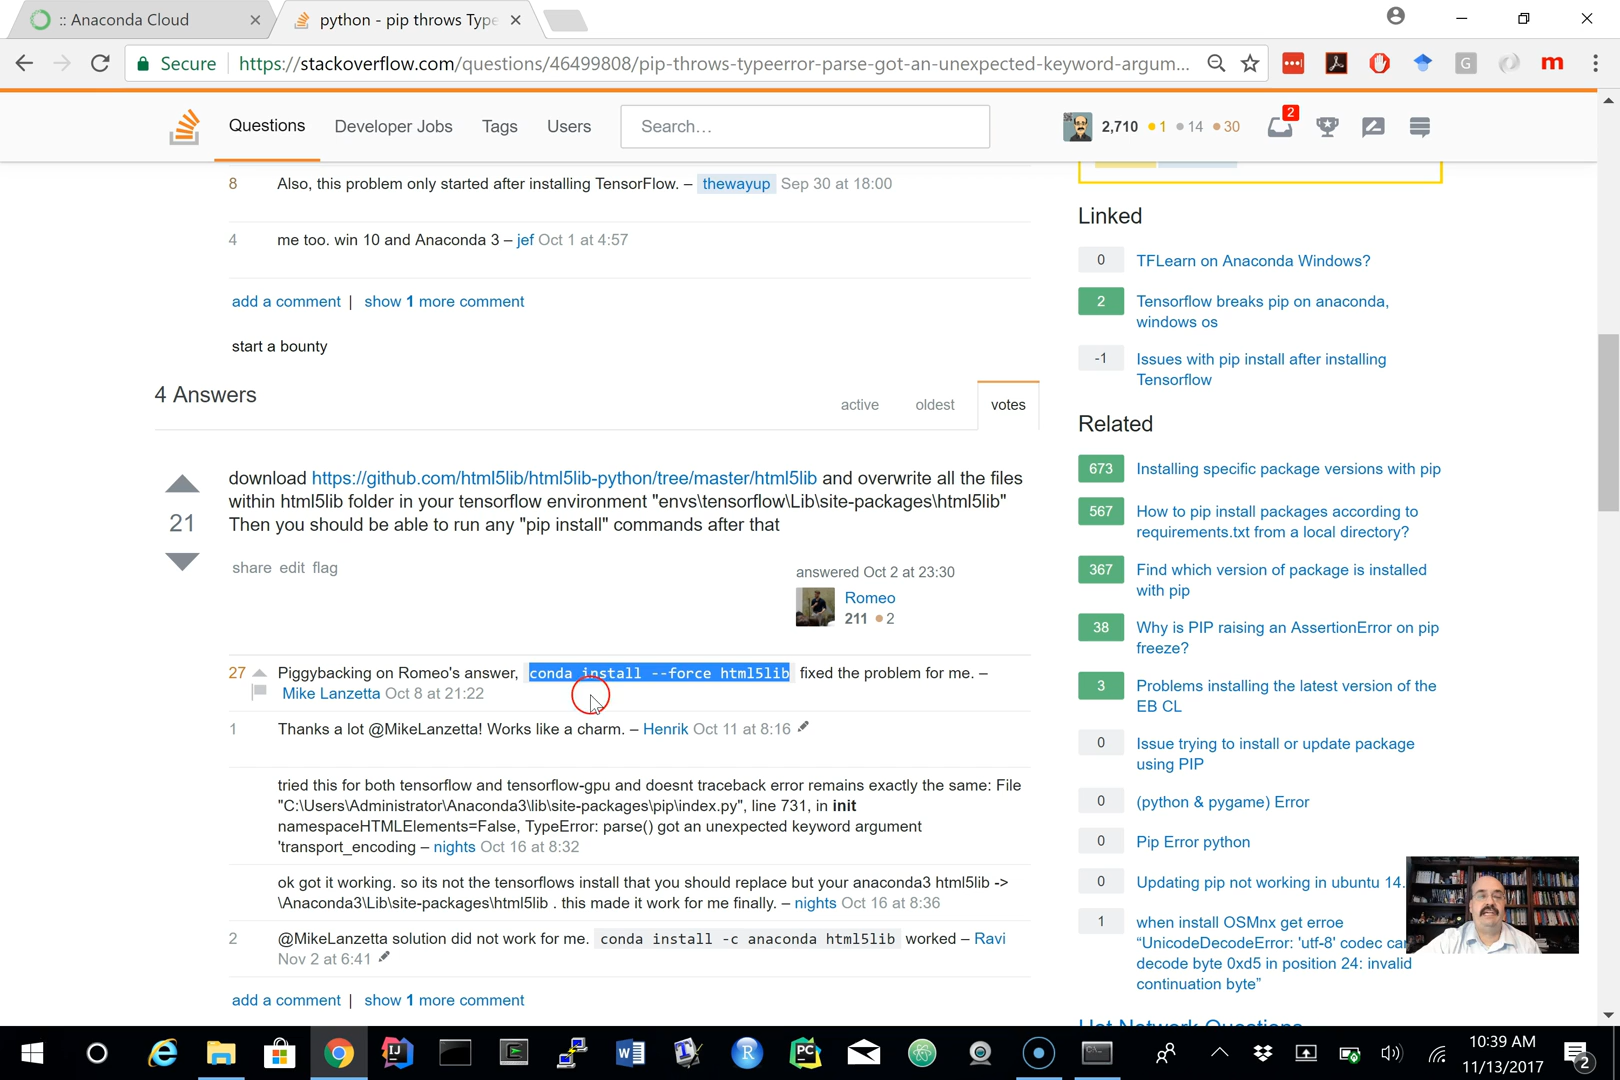 :: Anaconda Cloud
python - pip throws Type
Secure
https://stackoverflow.com/questions/46499808/pip-throws-typeerror-parse-got-an-unexpected-keyword-argum...
G
m
Questions
Developer Jobs
Tags
Users
Search…
2,710 ●1 ●14 ●30
2
8 Also, this problem only started after installing TensorFlow. – thewayup Sep 30 at 18:00
4 me too. win 10 and Anaconda 3 – jef Oct 1 at 4:57
add a comment | show 1 more comment
start a bounty
4 Answers
active
oldest
votes
21
download https://github.com/html5lib/html5lib-python/tree/master/html5lib and overwrite all the files
within html5lib folder in your tensorflow environment "envs\tensorflow\Lib\site-packages\html5lib"
Then you should be able to run any "pip install" commands after that
share edit flag
answered Oct 2 at 23:30
Romeo
211 ●2
27 Piggybacking on Romeo's answer, conda install --force html5lib fixed the problem for me. –
Mike Lanzetta Oct 8 at 21:22
1 Thanks a lot @MikeLanzetta! Works like a charm. – Henrik Oct 11 at 8:16
tried this for both tensorflow and tensorflow-gpu and doesnt traceback error remains exactly the same: File
"C:\Users\Administrator\Anaconda3\lib\site-packages\pip\index.py", line 731, in init
namespaceHTMLElements=False, TypeError: parse() got an unexpected keyword argument
'transport_encoding – nights Oct 16 at 8:32
ok got it working. so its not the tensorflows install that you should replace but your anaconda3 html5lib ->
\Anaconda3\Lib\site-packages\html5lib . this made it work for me finally. – nights Oct 16 at 8:36
2 @MikeLanzetta solution did not work for me. conda install -c anaconda html5lib worked – Ravi
Nov 2 at 6:41
add a comment | show 1 more comment
Linked
0 TFLearn on Anaconda Windows?
2 Tensorflow breaks pip on anaconda,
windows os
-1 Issues with pip install after installing
Tensorflow
Related
673 Installing specific package versions with pip
567 How to pip install packages according to
requirements.txt from a local directory?
367 Find which version of package is installed
with pip
38 Why is PIP raising an AssertionError on pip
freeze?
3 Problems installing the latest version of the
EB CL
0 Issue trying to install or update package
using PIP
0 (python & pygame) Error
0 Pip Error python
0 Updating pip not working in ubuntu 14.
1 when install OSMnx get erroe
“UnicodeDecodeError: 'utf-8' codec ca
decode byte 0xd5 in position 24: invalid
continuation byte”
Hot Network Questions
10:39 AM
11/13/2017
2